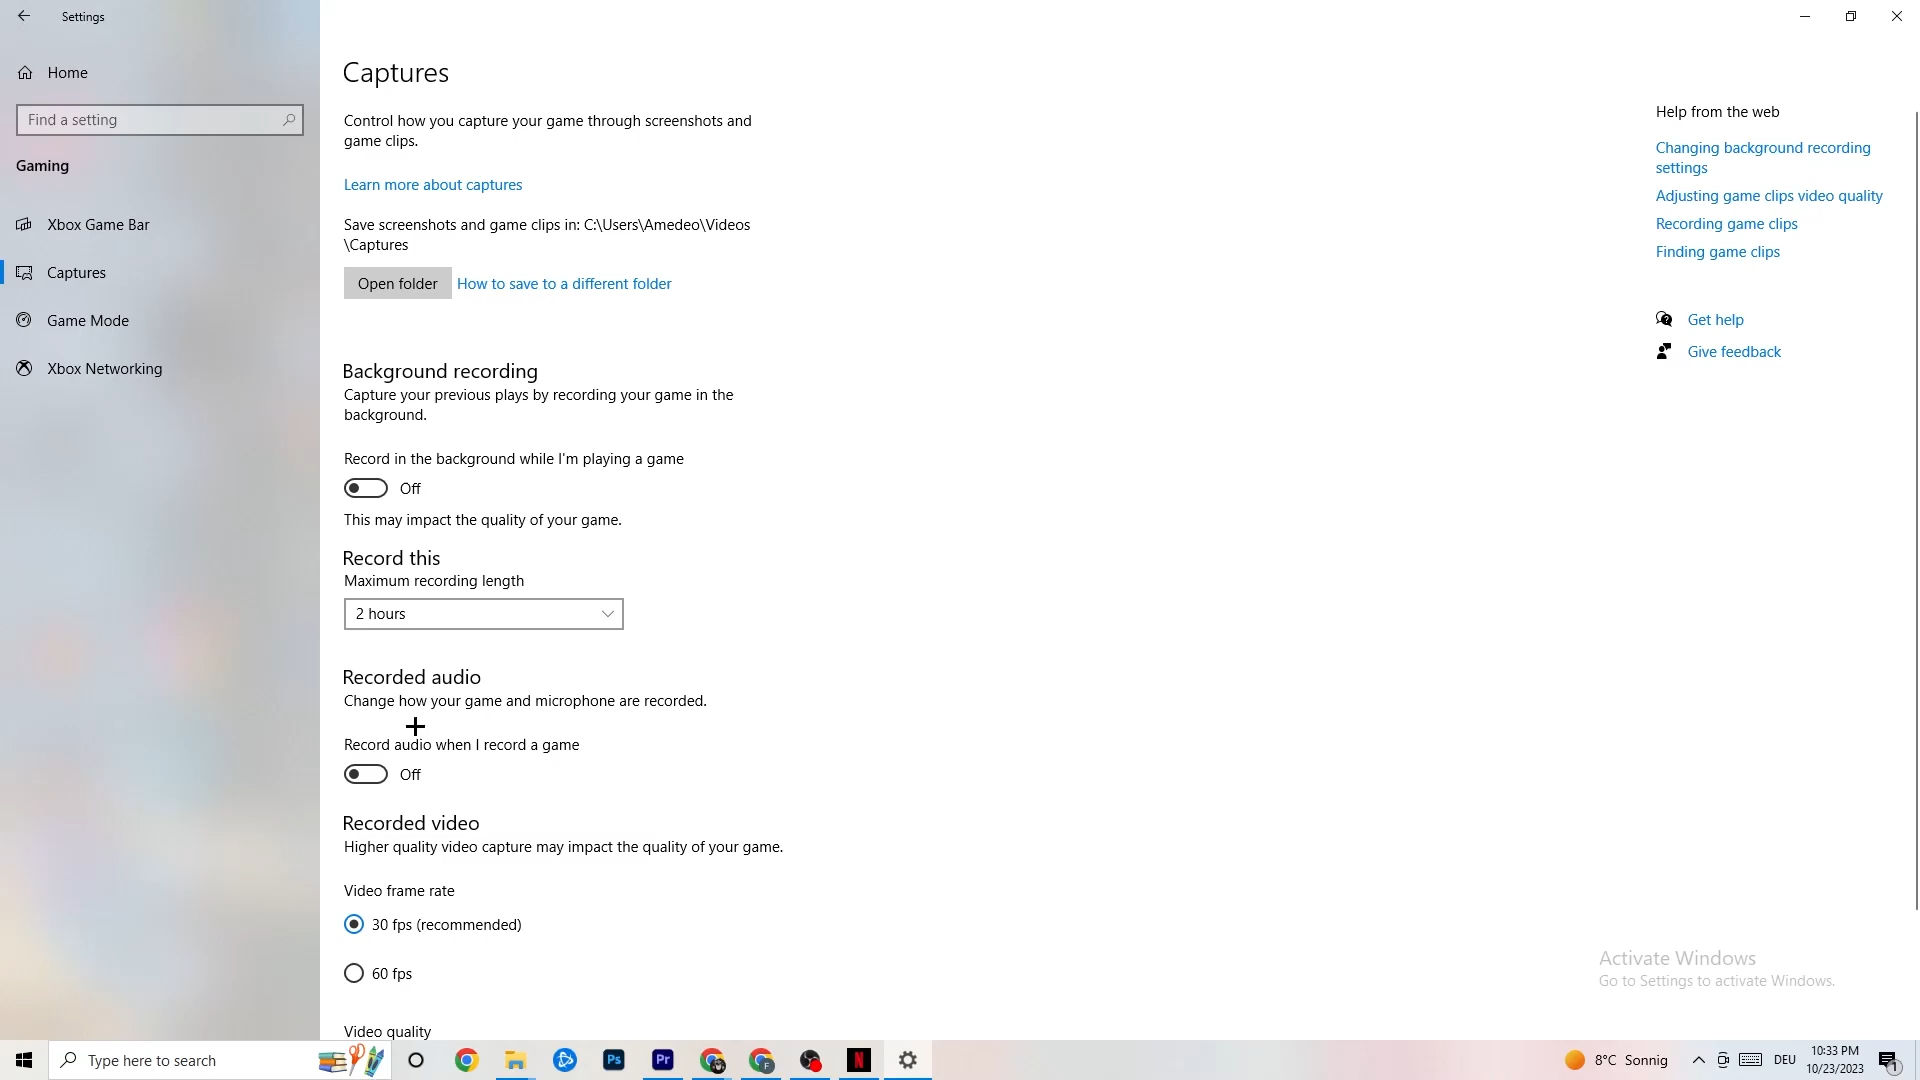 Settings
Home
Find a setting
Gaming
Xbox Game Bar
Captures
Game Mode
Xbox Networking
Captures
Control how you capture your game through screenshots and
game clips.
Learn more about captures
Save screenshots and game clips in: C:\Users\Amedeo\Videos
\Captures
Open folder
How to save to a different folder
Background recording
Capture your previous plays by recording your game in the
background.
Record in the background while I'm playing a game
Off
This may impact the quality of your game.
Record this
Maximum recording length
2 hours
Recorded audio
Change how your game and microphone are recorded.
Record audio when I record a game
Off
Recorded video
Higher quality video capture may impact the quality of your game.
Video frame rate
30 fps (recommended)
60 fps
Video quality
Help from the web
Changing background recording
settings
Adjusting game clips video quality
Recording game clips
Finding game clips
Get help
Give feedback
Activate Windows
Go to Settings to activate Windows.
Type here to search
Ps
Pr
F
N
8°C Sonnig
DEU
10:33 PM
10/23/2023
1